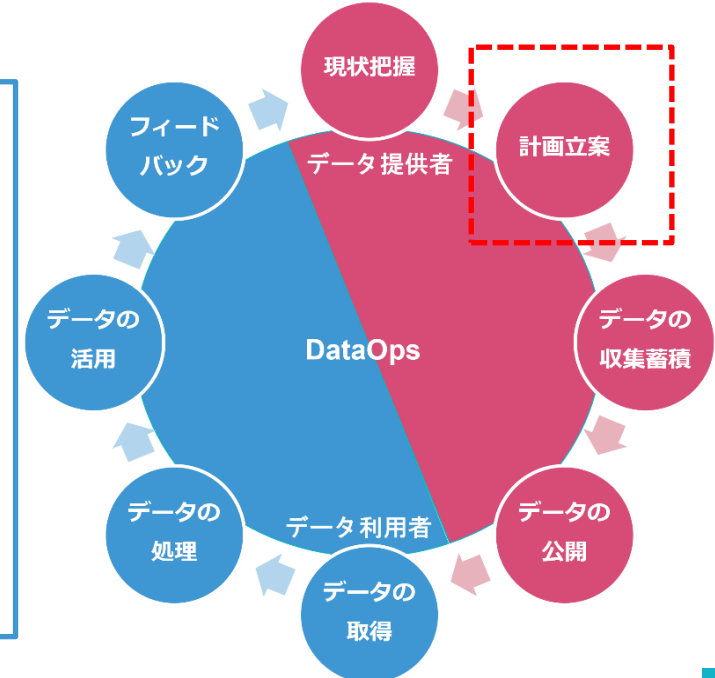 現状把握
計画立案
データの
収集蓄積
データの
公開
データの
取得
データの
処理
データの
活用
フィード
バック
データ提供者
DataOps
データ利用者